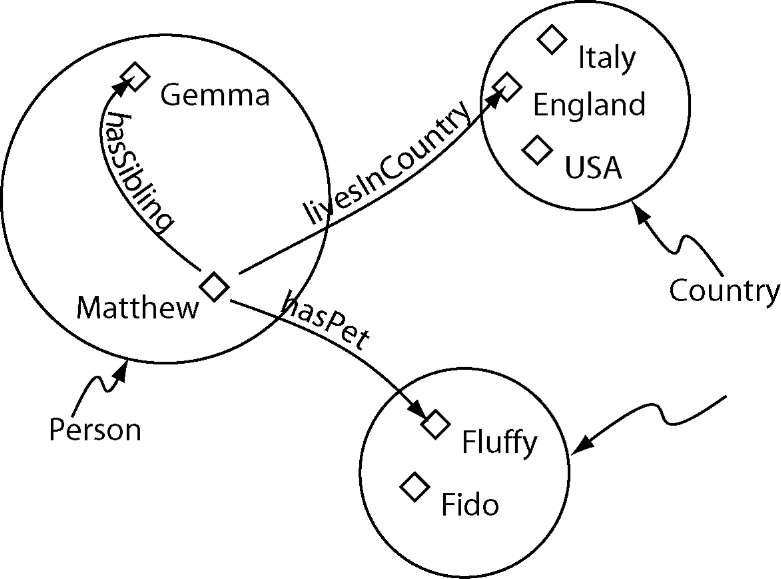 Italy
Gemma
England
hasSibling
livesInCountry
USA
Country
Matthew
hasPet
Person
Fluffy
Fido